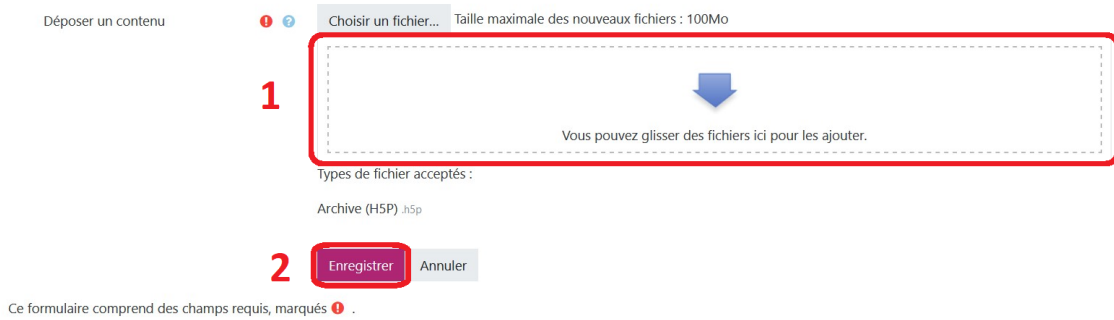 Déposer un contenu
Choisir un fichier... Taille maximale des nouveaux fichiers : 100Mo
1
Vous pouvez glisser des fichiers ici pour les ajouter.
Types de fichier acceptés :
Archive (H5P) .h5p
2 Enregistrer Annuler
Ce formulaire comprend des champs requis, marqués .